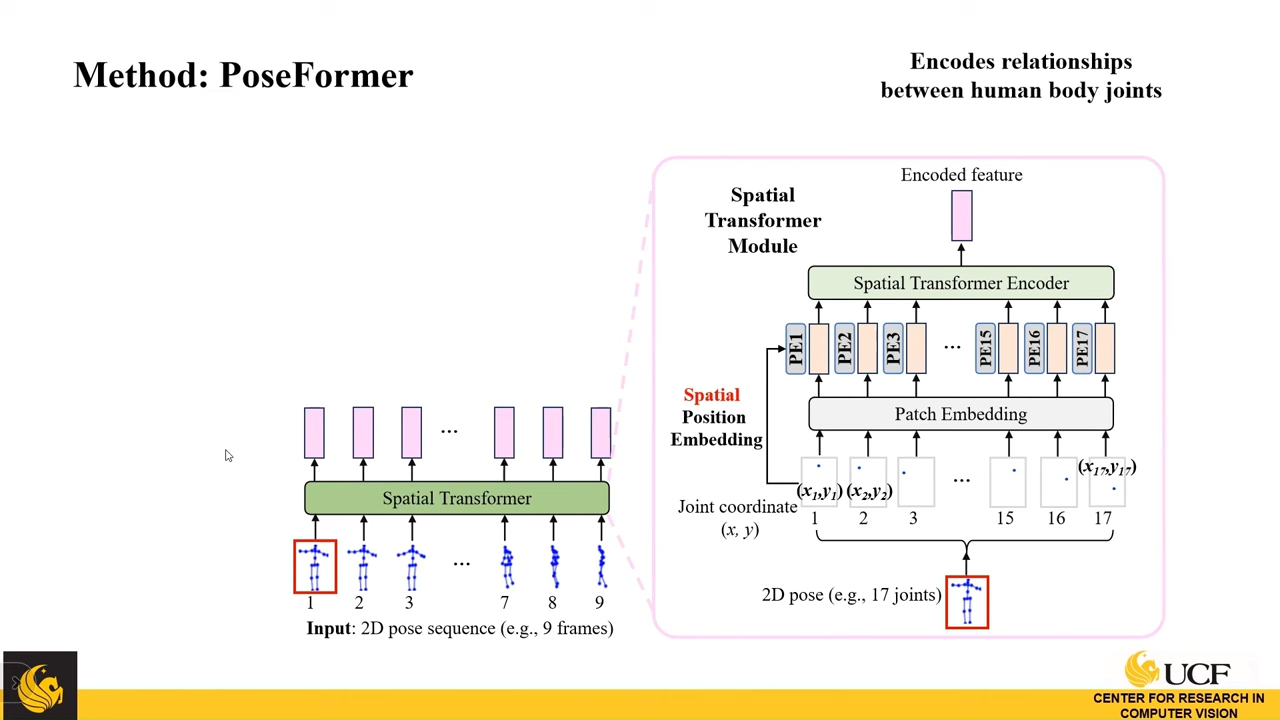 Method: PoseFormer
Encodes relationships
between human body joints
Encoded feature
Spatial
Transformer
Module
Spatial Transformer Encoder
PE1
PE2
PE3
...
PE15
PE16
PE17
Spatial
Position
Embedding
Patch Embedding
(x1,y1)
(x2,y2)
...
(x17,y17)
Joint coordinate
(x, y)
1
2
3
15
16
17
2D pose (e.g., 17 joints)
...
Spatial Transformer
...
1
2
3
7
8
9
Input: 2D pose sequence (e.g., 9 frames)
UCF
CENTER FOR RESEARCH IN
COMPUTER VISION